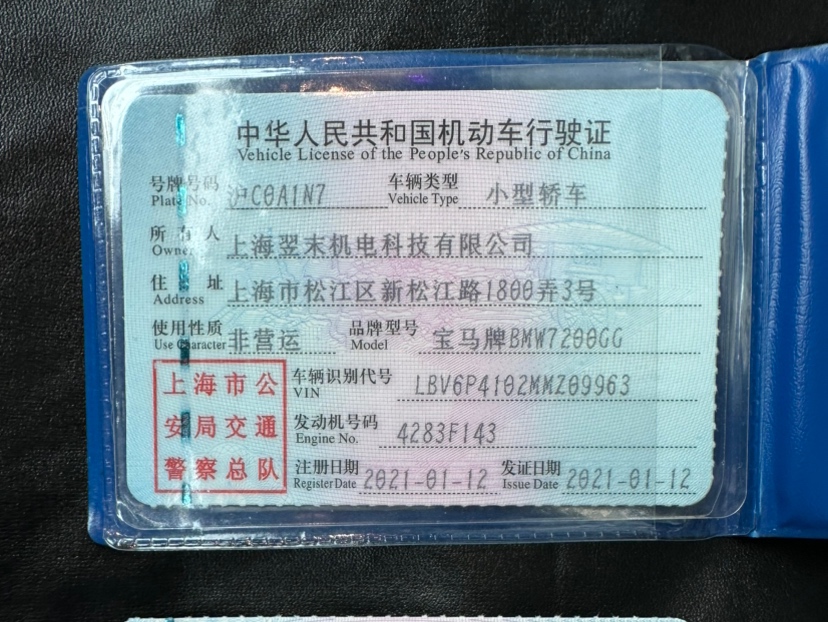 中华人民共和国机动车行驶证
Vehicle License of the People's Republic of China
号牌号码 沪C0A1N7 车辆类型 小型轿车
Plate No. Vehicle Type
所有人 上海翌末机电科技有限公司
Owner
住址 上海市松江区新松江路1800弄3号
Address
使用性质 非营运 品牌型号 宝马牌BMW7200GG
Use Character Model
上海市公
安局交通
警察总队
车辆识别代号 LBV6P4102MMZ09963
VIN
发动机号码 4283F143
Engine No.
注册日期 2021-01-12 发证日期 2021-01-12
Register Date Issue Date